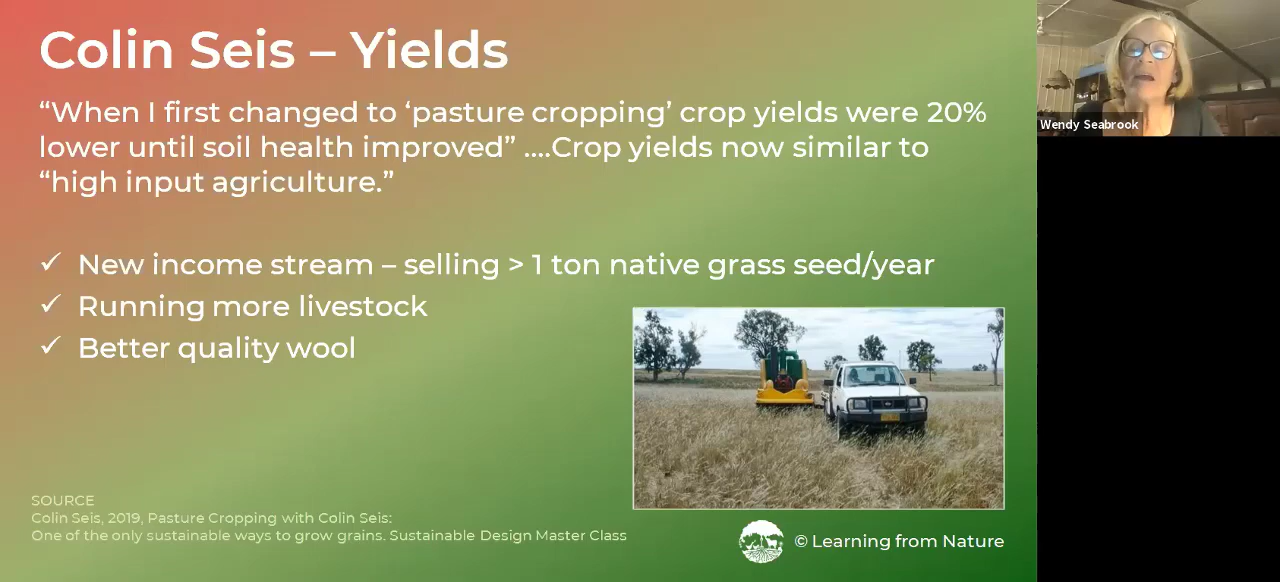 Colin Seis – Yields
“When I first changed to ‘pasture cropping’ crop yields were 20%
lower until soil health improved” ....Crop yields now similar to
“high input agriculture.”
✓ New income stream – selling > 1 ton native grass seed/year
✓ Running more livestock
✓ Better quality wool
SOURCE
Colin Seis, 2019, Pasture Cropping with Colin Seis:
One of the only sustainable ways to grow grains. Sustainable Design Master Class
© Learning from Nature
Wendy Seabrook